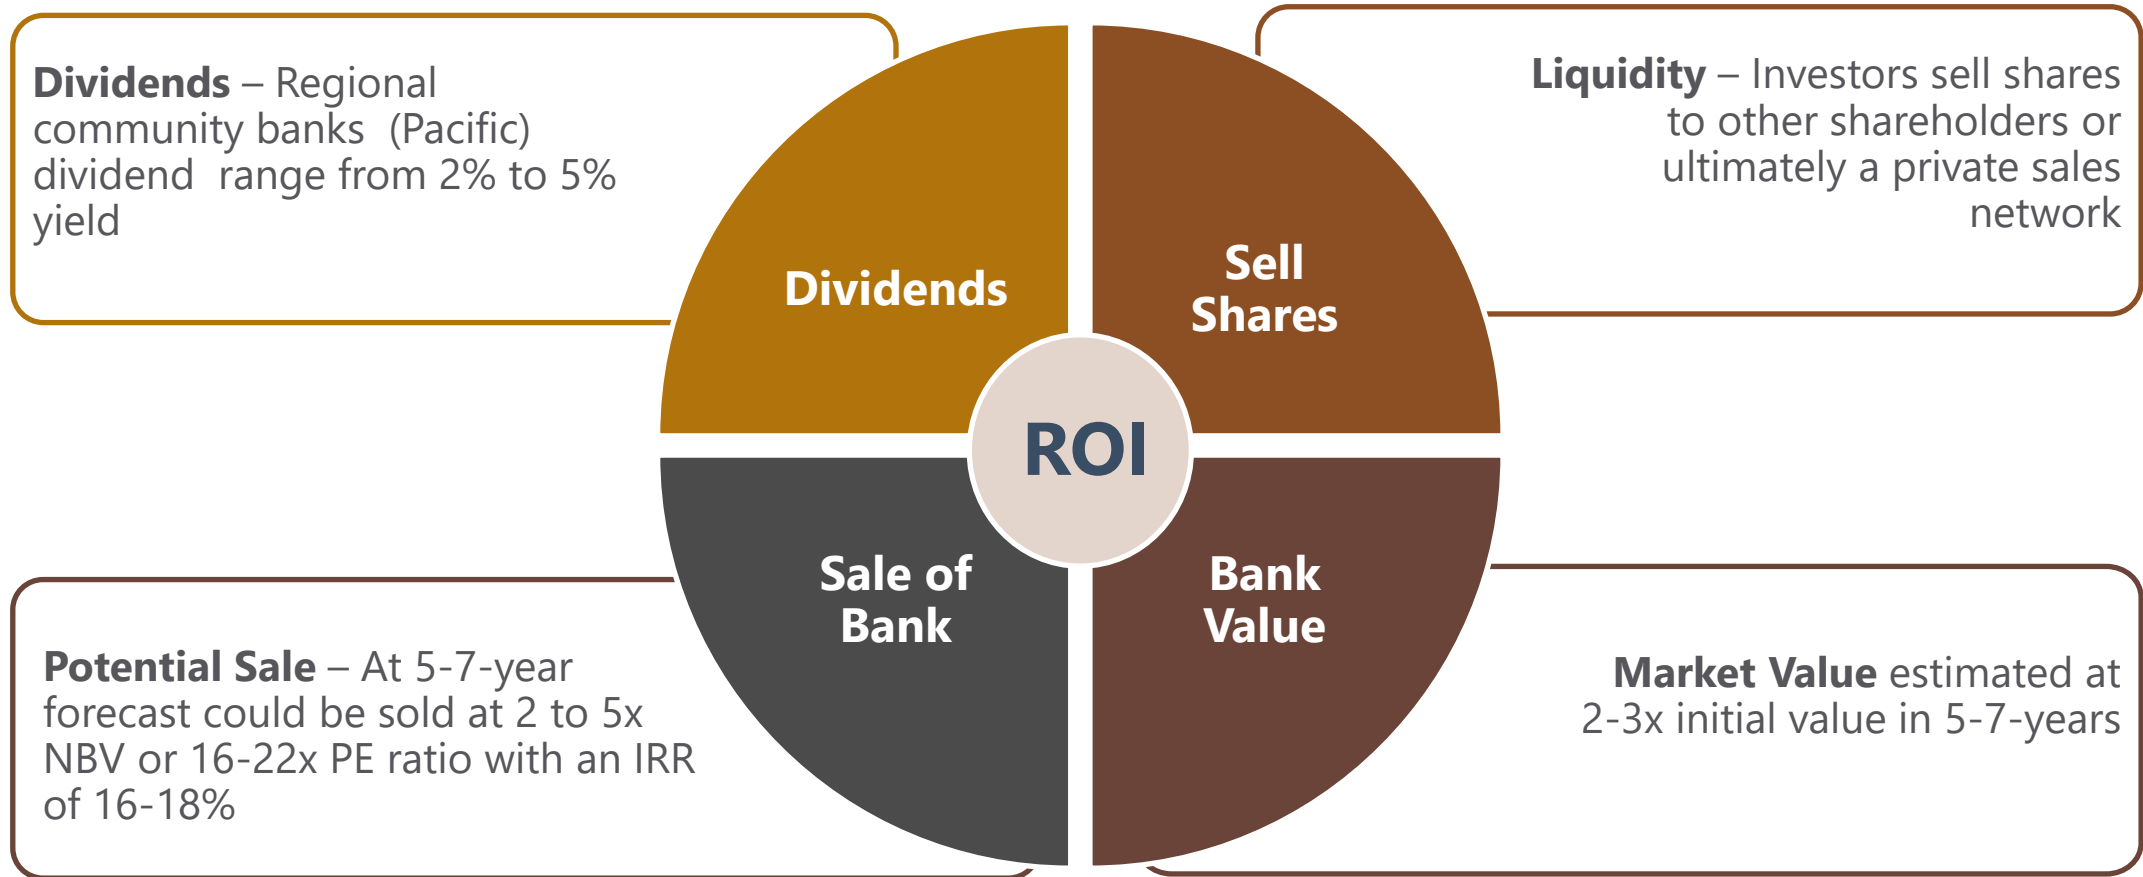 Dividends – Regional
community banks  (Pacific)
dividend  range from 2% to 5%
yield
Liquidity – Investors sell shares
to other shareholders or
ultimately a private sales
network
Dividends
Sell
Shares
ROI
Sale of
Bank
Bank
Value
Potential Sale – At 5-7-year
forecast could be sold at 2 to 5x
NBV or 16-22x PE ratio with an IRR
of 16-18%
Market Value estimated at
2-3x initial value in 5-7-years